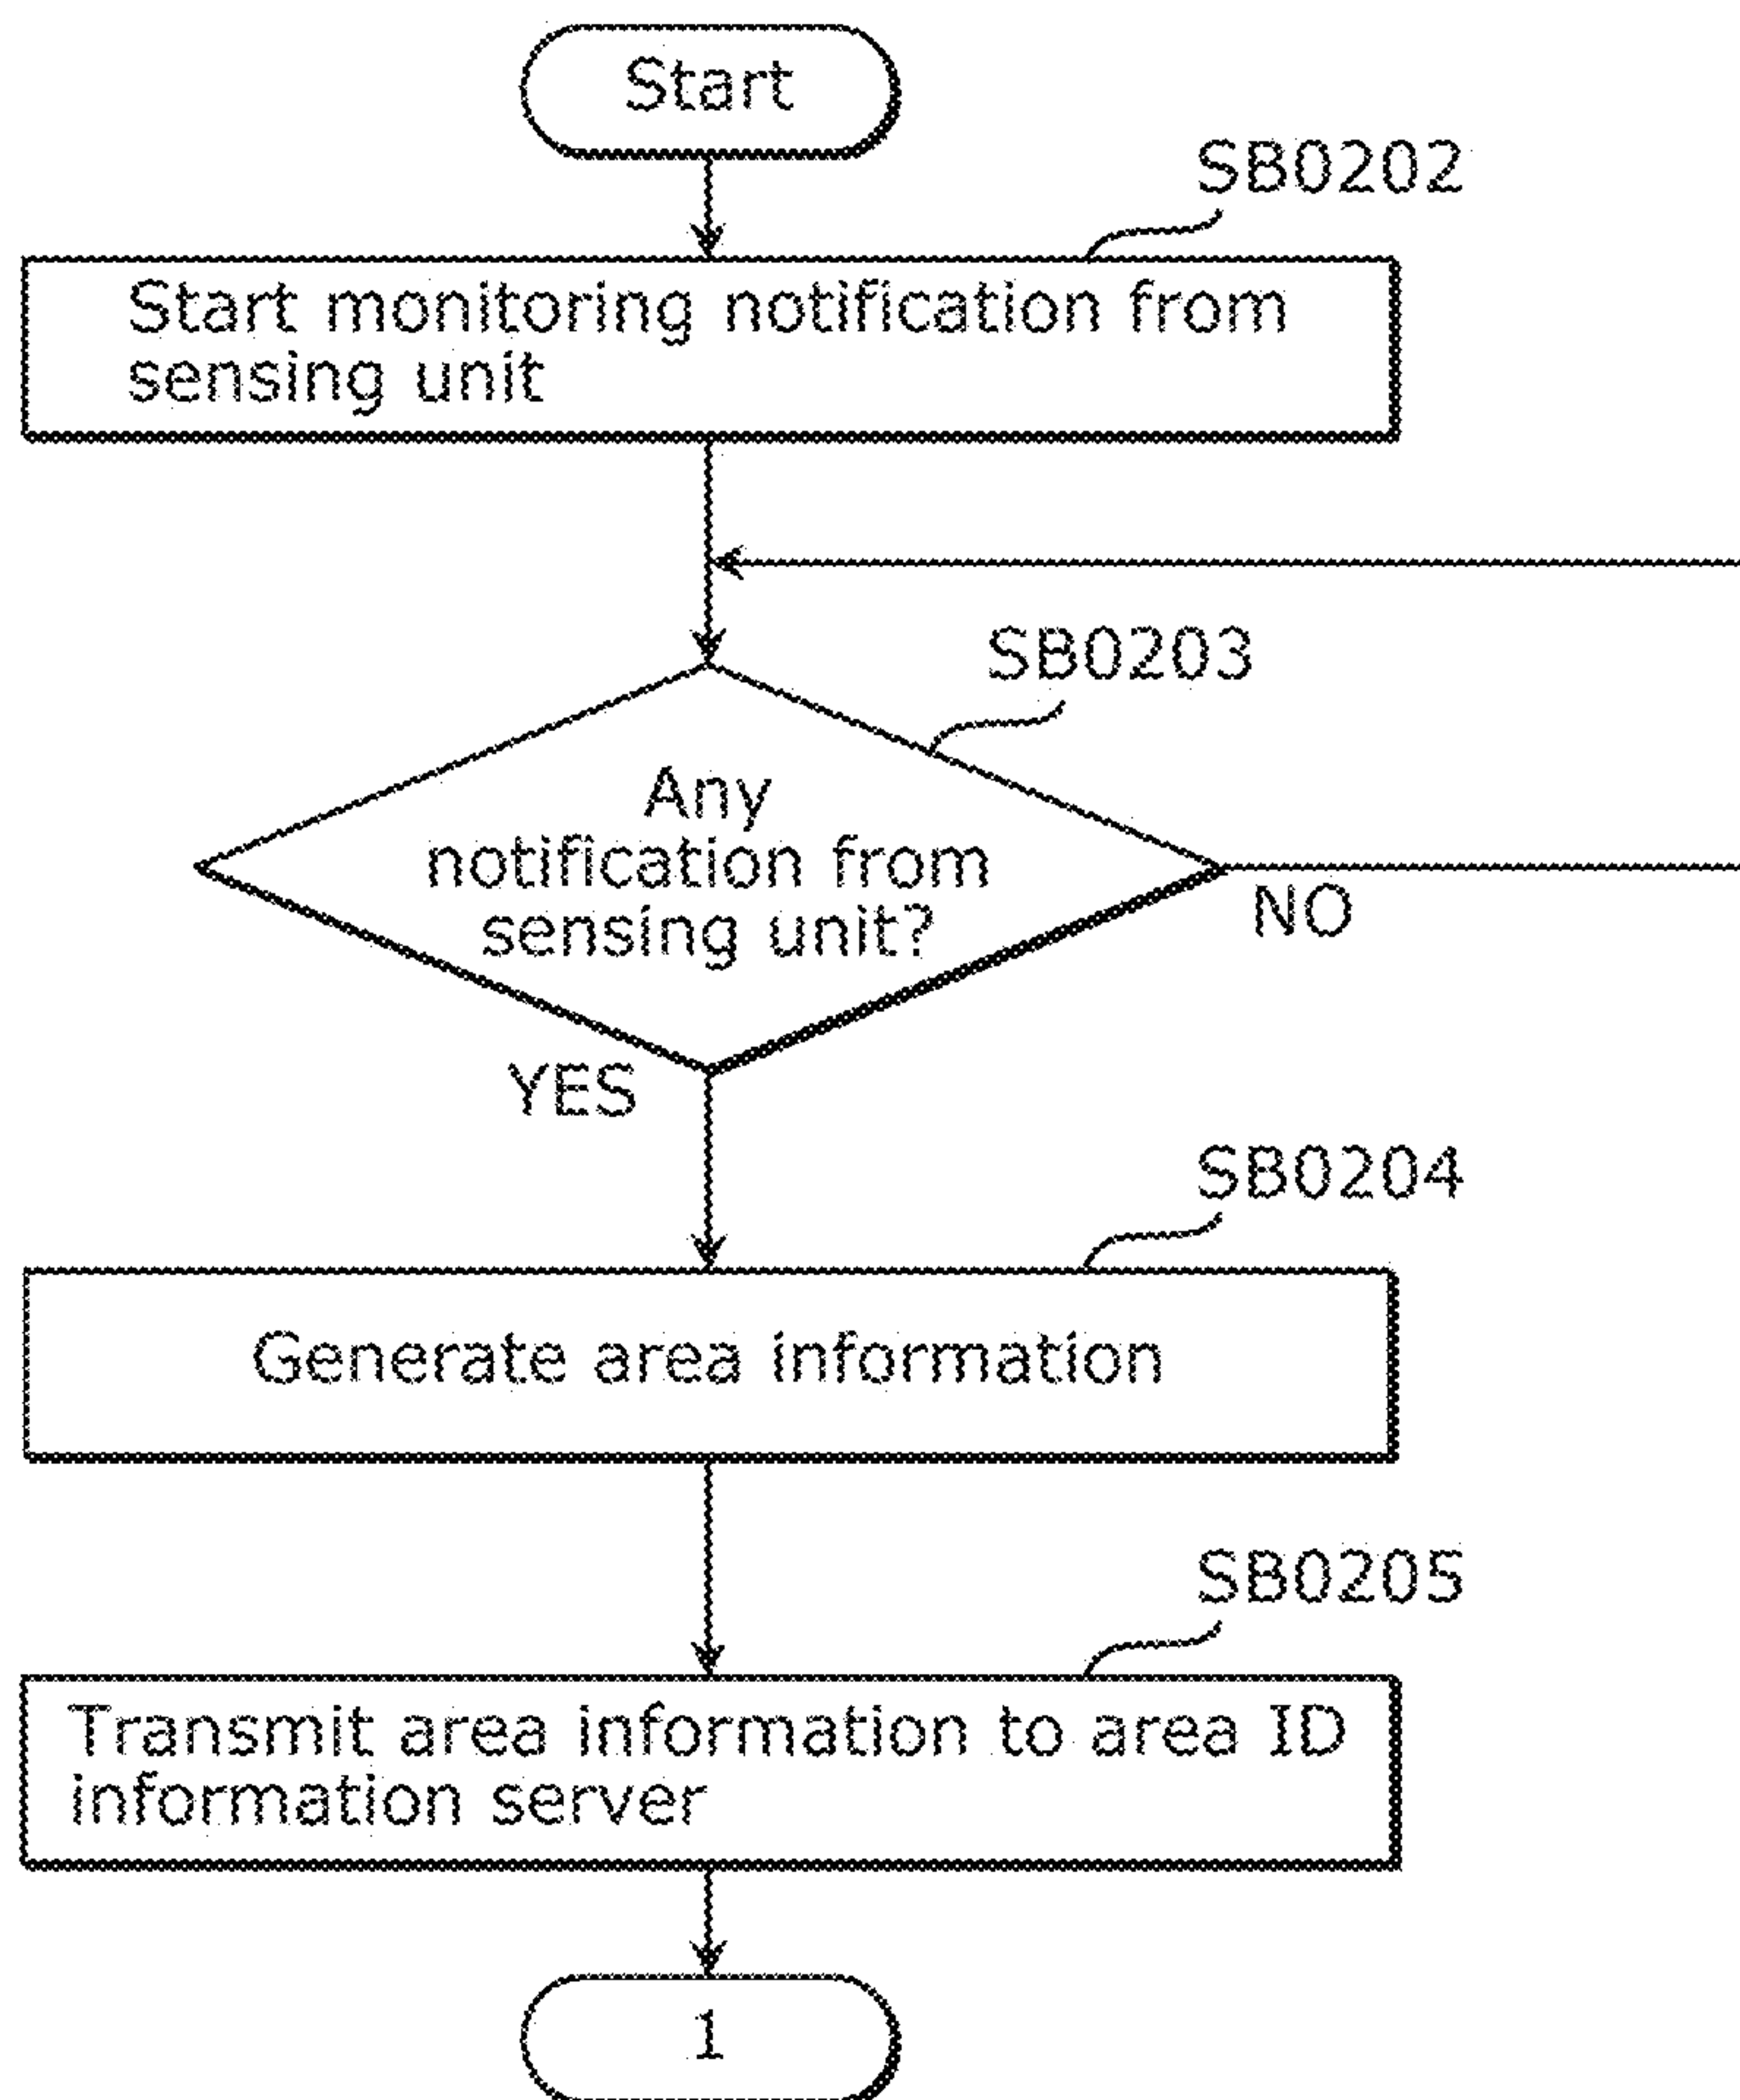 Start
SB0202
Start monitoring notification from
sensing unit
SB0203
Any
notification from
sensing unit?
NO
YES
SB0204
Generate area information
SB0205
Transmit area information to area ID
information server
1